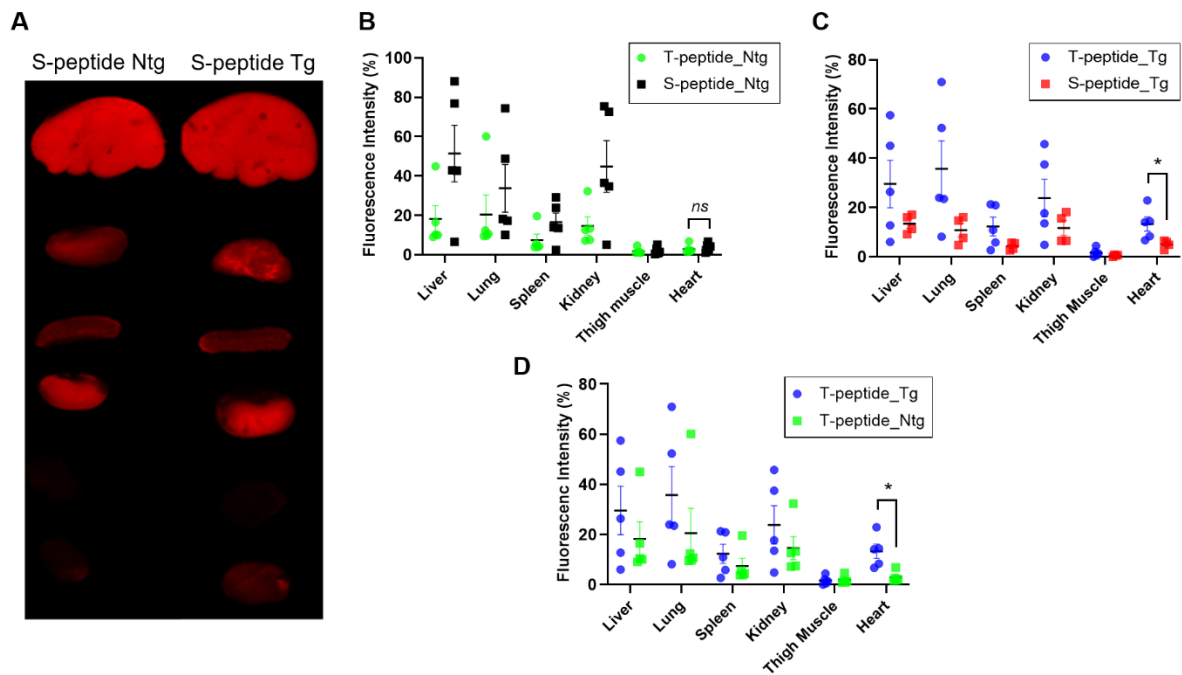 A
S-peptide Ntg
S-peptide Tg
B
Fluorescence Intensity (%)
100
80
60
40
20
0
T-peptide_Ntg
S-peptide_Ntg
ns
Liver
Lung
Spleen
Kidney
Thigh muscle
Heart
C
Fluorescence Intensity (%)
80
60
40
20
0
T-peptide_Tg
S-peptide_Tg
*
Liver
Lung
Spleen
Kidney
Thigh Muscle
Heart
D
Fluorescenc Intensity (%)
80
60
40
20
0
T-peptide_Tg
T-peptide_Ntg
*
Liver
Lung
Spleen
Kidney
Thigh Muscle
Heart